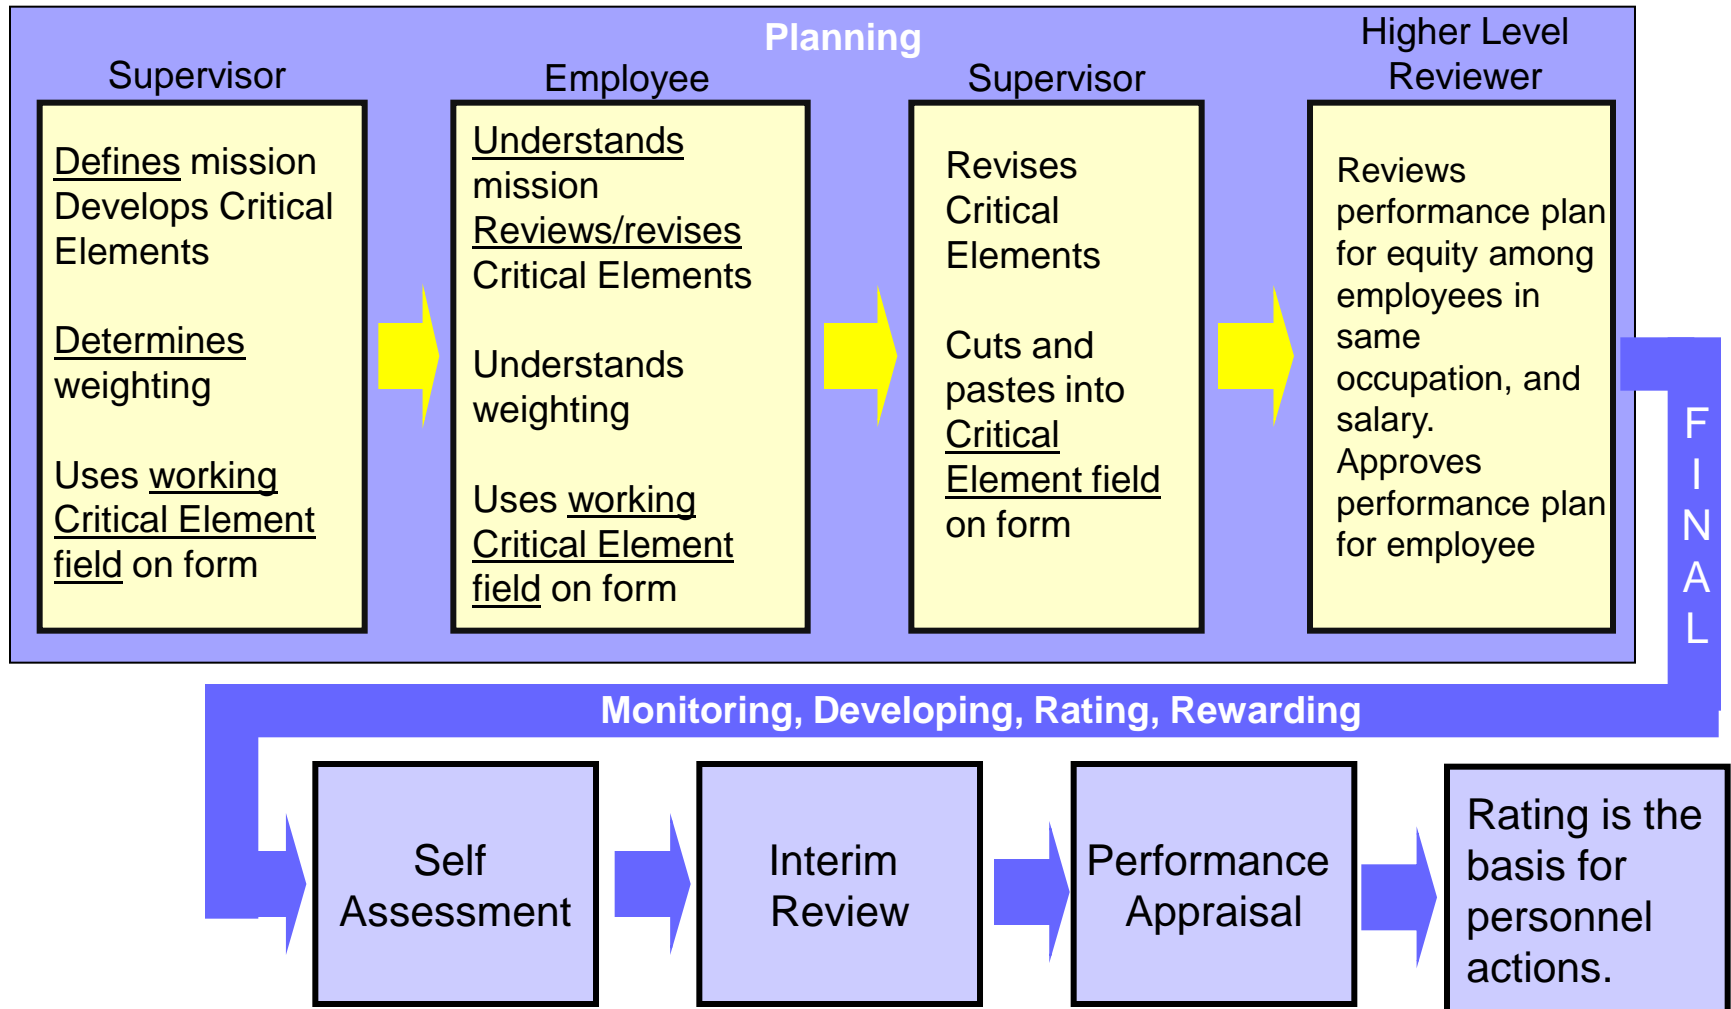 Planning
Supervisor
Defines mission
Develops Critical
Elements
Determines
weighting
Uses working
Critical Element
field on form
Employee
Understands
mission
Reviews/revises
Critical Elements
Understands
weighting
Uses working
Critical Element
field on form
Supervisor
Revises
Critical
Elements
Cuts and
pastes into
Critical
Element field
on form
Higher Level
Reviewer
Reviews
performance plan
for equity among
employees in
same
occupation, and
salary.
Approves
performance plan
for employee
F
I
N
A
L
Monitoring, Developing, Rating, Rewarding
Self
Assessment
Interim
Review
Performance
Appraisal
Rating is the
basis for
personnel
actions.